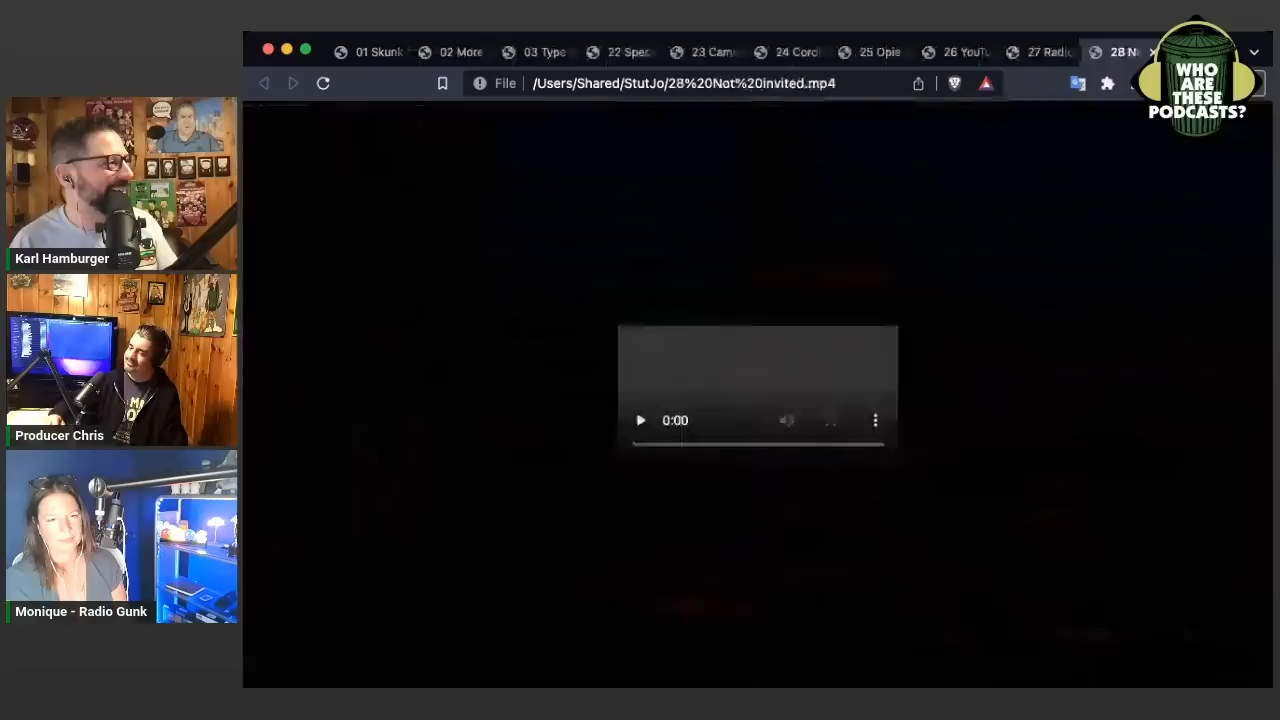 01 Skunk
02 More
03 Type
22 Spec
23 Cam
24 Cord
25 Opie
26 YouT
27 Radio
28 N
File
/Users/Shared/StutJo/28%20Not%20Invited.mp4
WHO
ARE
THESE
PODCASTS?
Karl Hamburger
0:00
Producer Chris
Monique - Radio Gunk